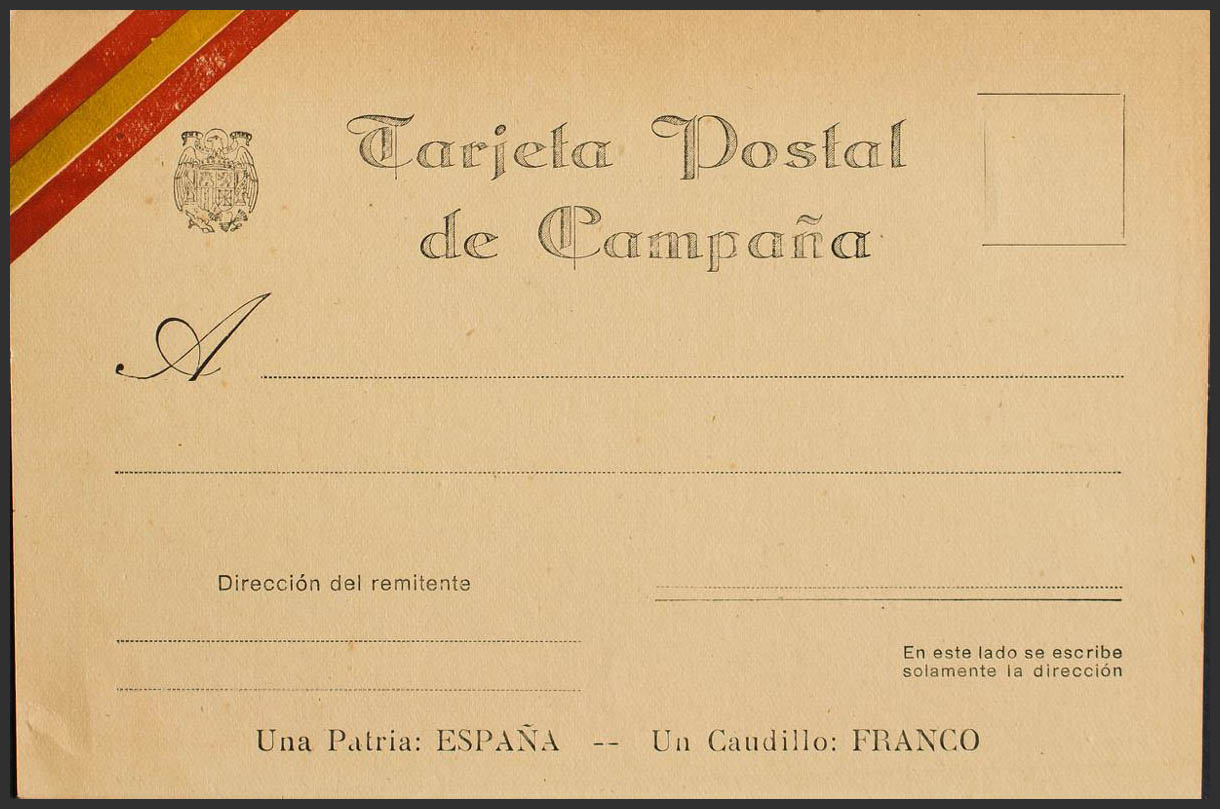 Tarjeta Postal
de Campaña
A
Dirección del remitente
En este lado se escribe
solamente la dirección
Una Patria: ESPAÑA -- Un Caudillo: FRANCO